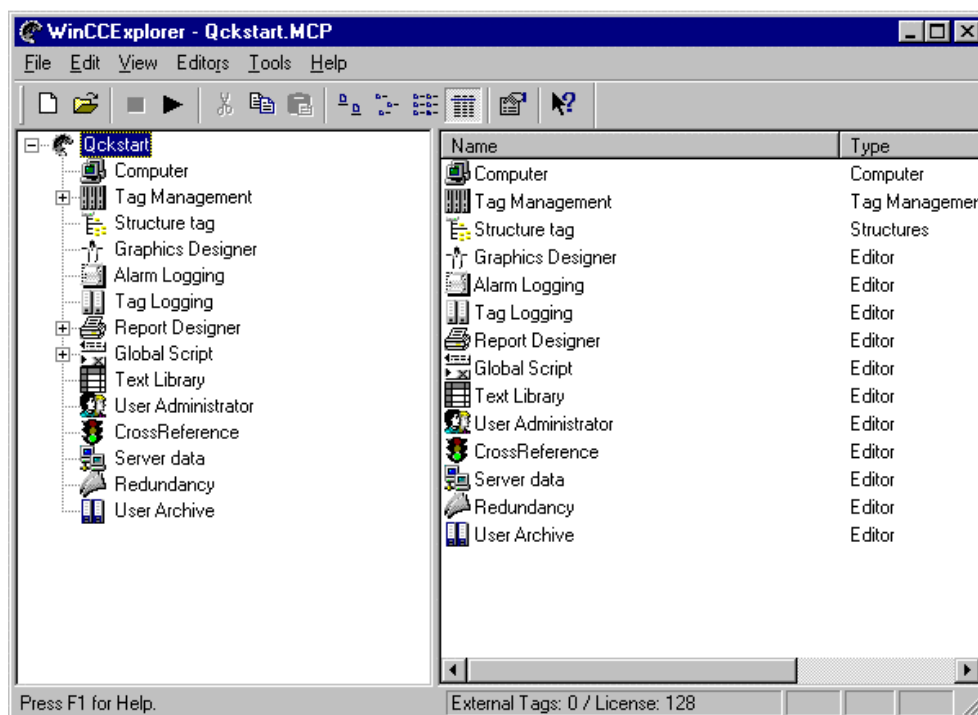 WinCCExplorer - Qckstart.MCP
File Edit View Editors Tools Help
Qckstart
Computer
Tag Management
Structure tag
Graphics Designer
Alarm Logging
Tag Logging
Report Designer
Global Script
Text Library
User Administrator
CrossReference
Server data
Redundancy
User Archive
Name Type
Computer Computer
Tag Management Tag Managemen
Structure tag Structures
Graphics Designer Editor
Alarm Logging Editor
Tag Logging Editor
Report Designer Editor
Global Script Editor
Text Library Editor
User Administrator Editor
CrossReference Editor
Server data Editor
Redundancy Editor
User Archive Editor
Press F1 for Help. External Tags: 0 / License: 128